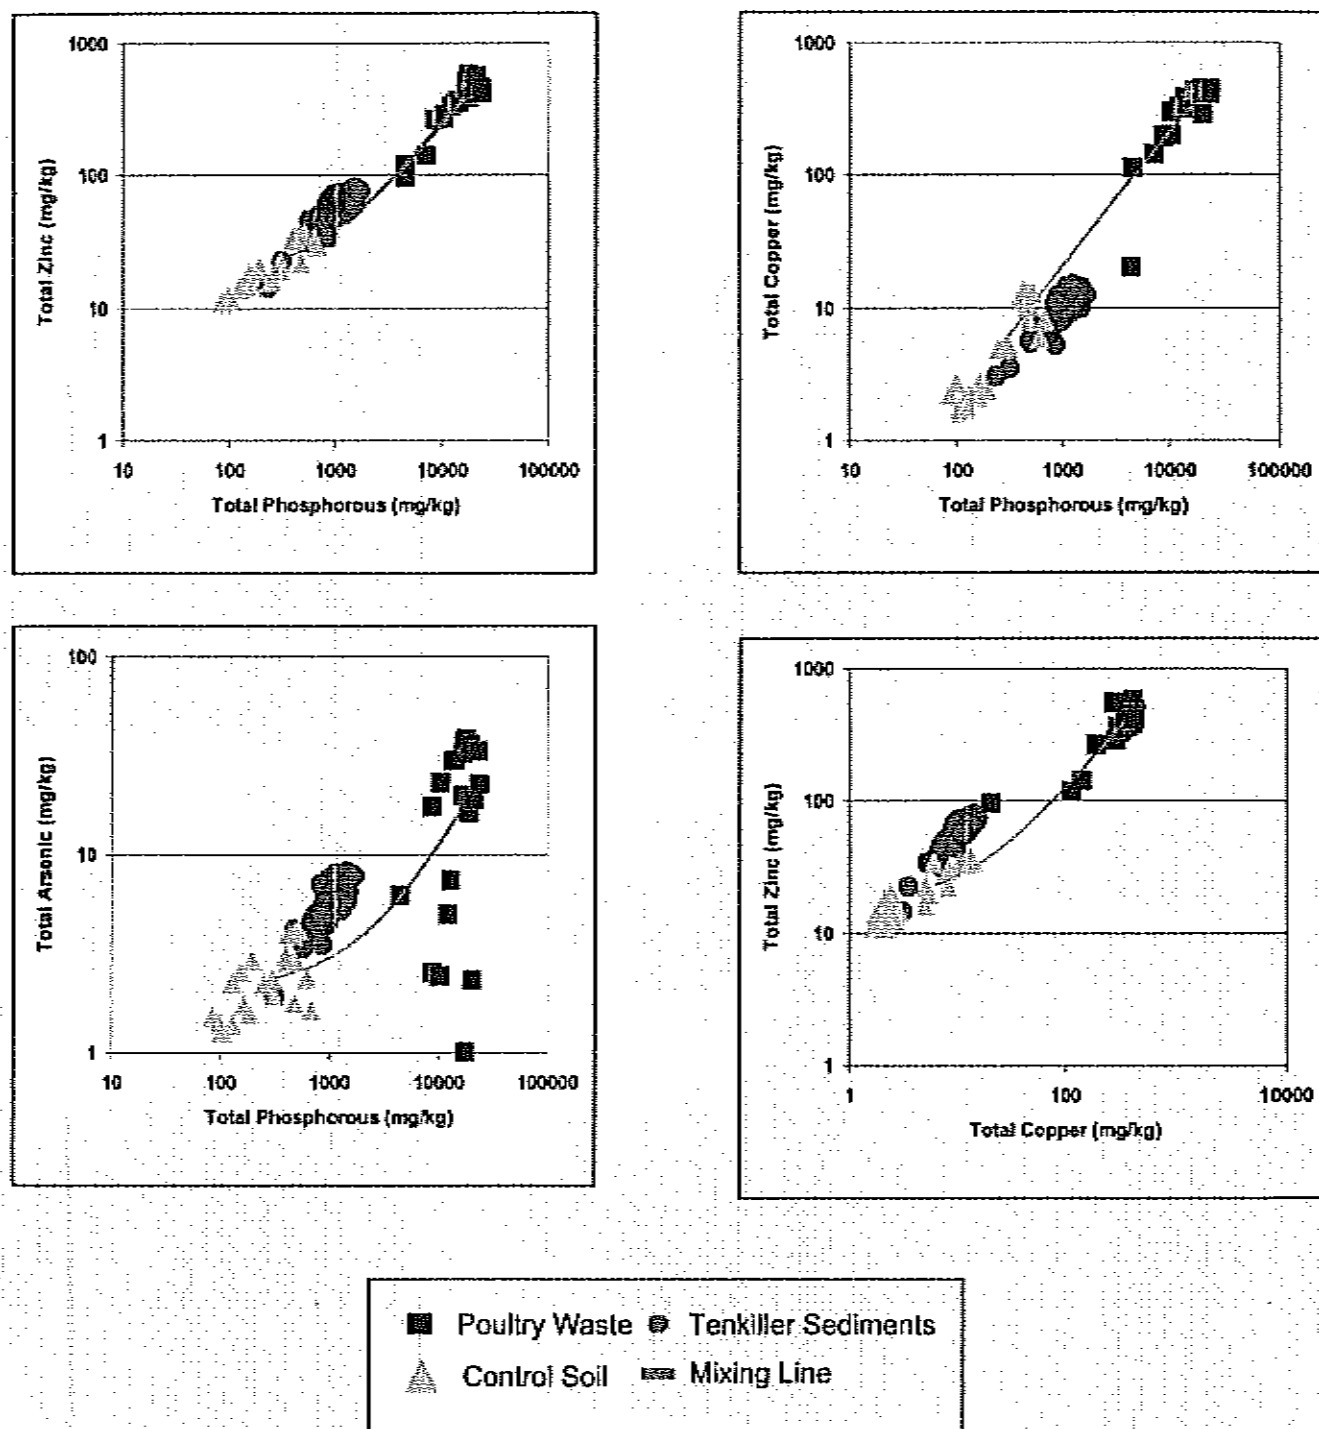 1000
100
10
1
Total Zinc (mg/kg)
10 100 1000 10000 100000
Total Phosphorous (mg/kg)
1000
100
10
1
Total Copper (mg/kg)
10 100 1000 10000 100000
Total Phosphorous (mg/kg)
100
10
1
Total Arsenic (mg/kg)
10 100 1000 10000 100000
Total Phosphorous (mg/kg)
1000
100
10
1
Total Zinc (mg/kg)
1 100 10000
Total Copper (mg/kg)
Poultry Waste Tenkiller Sediments
Control Soil Mixing Line